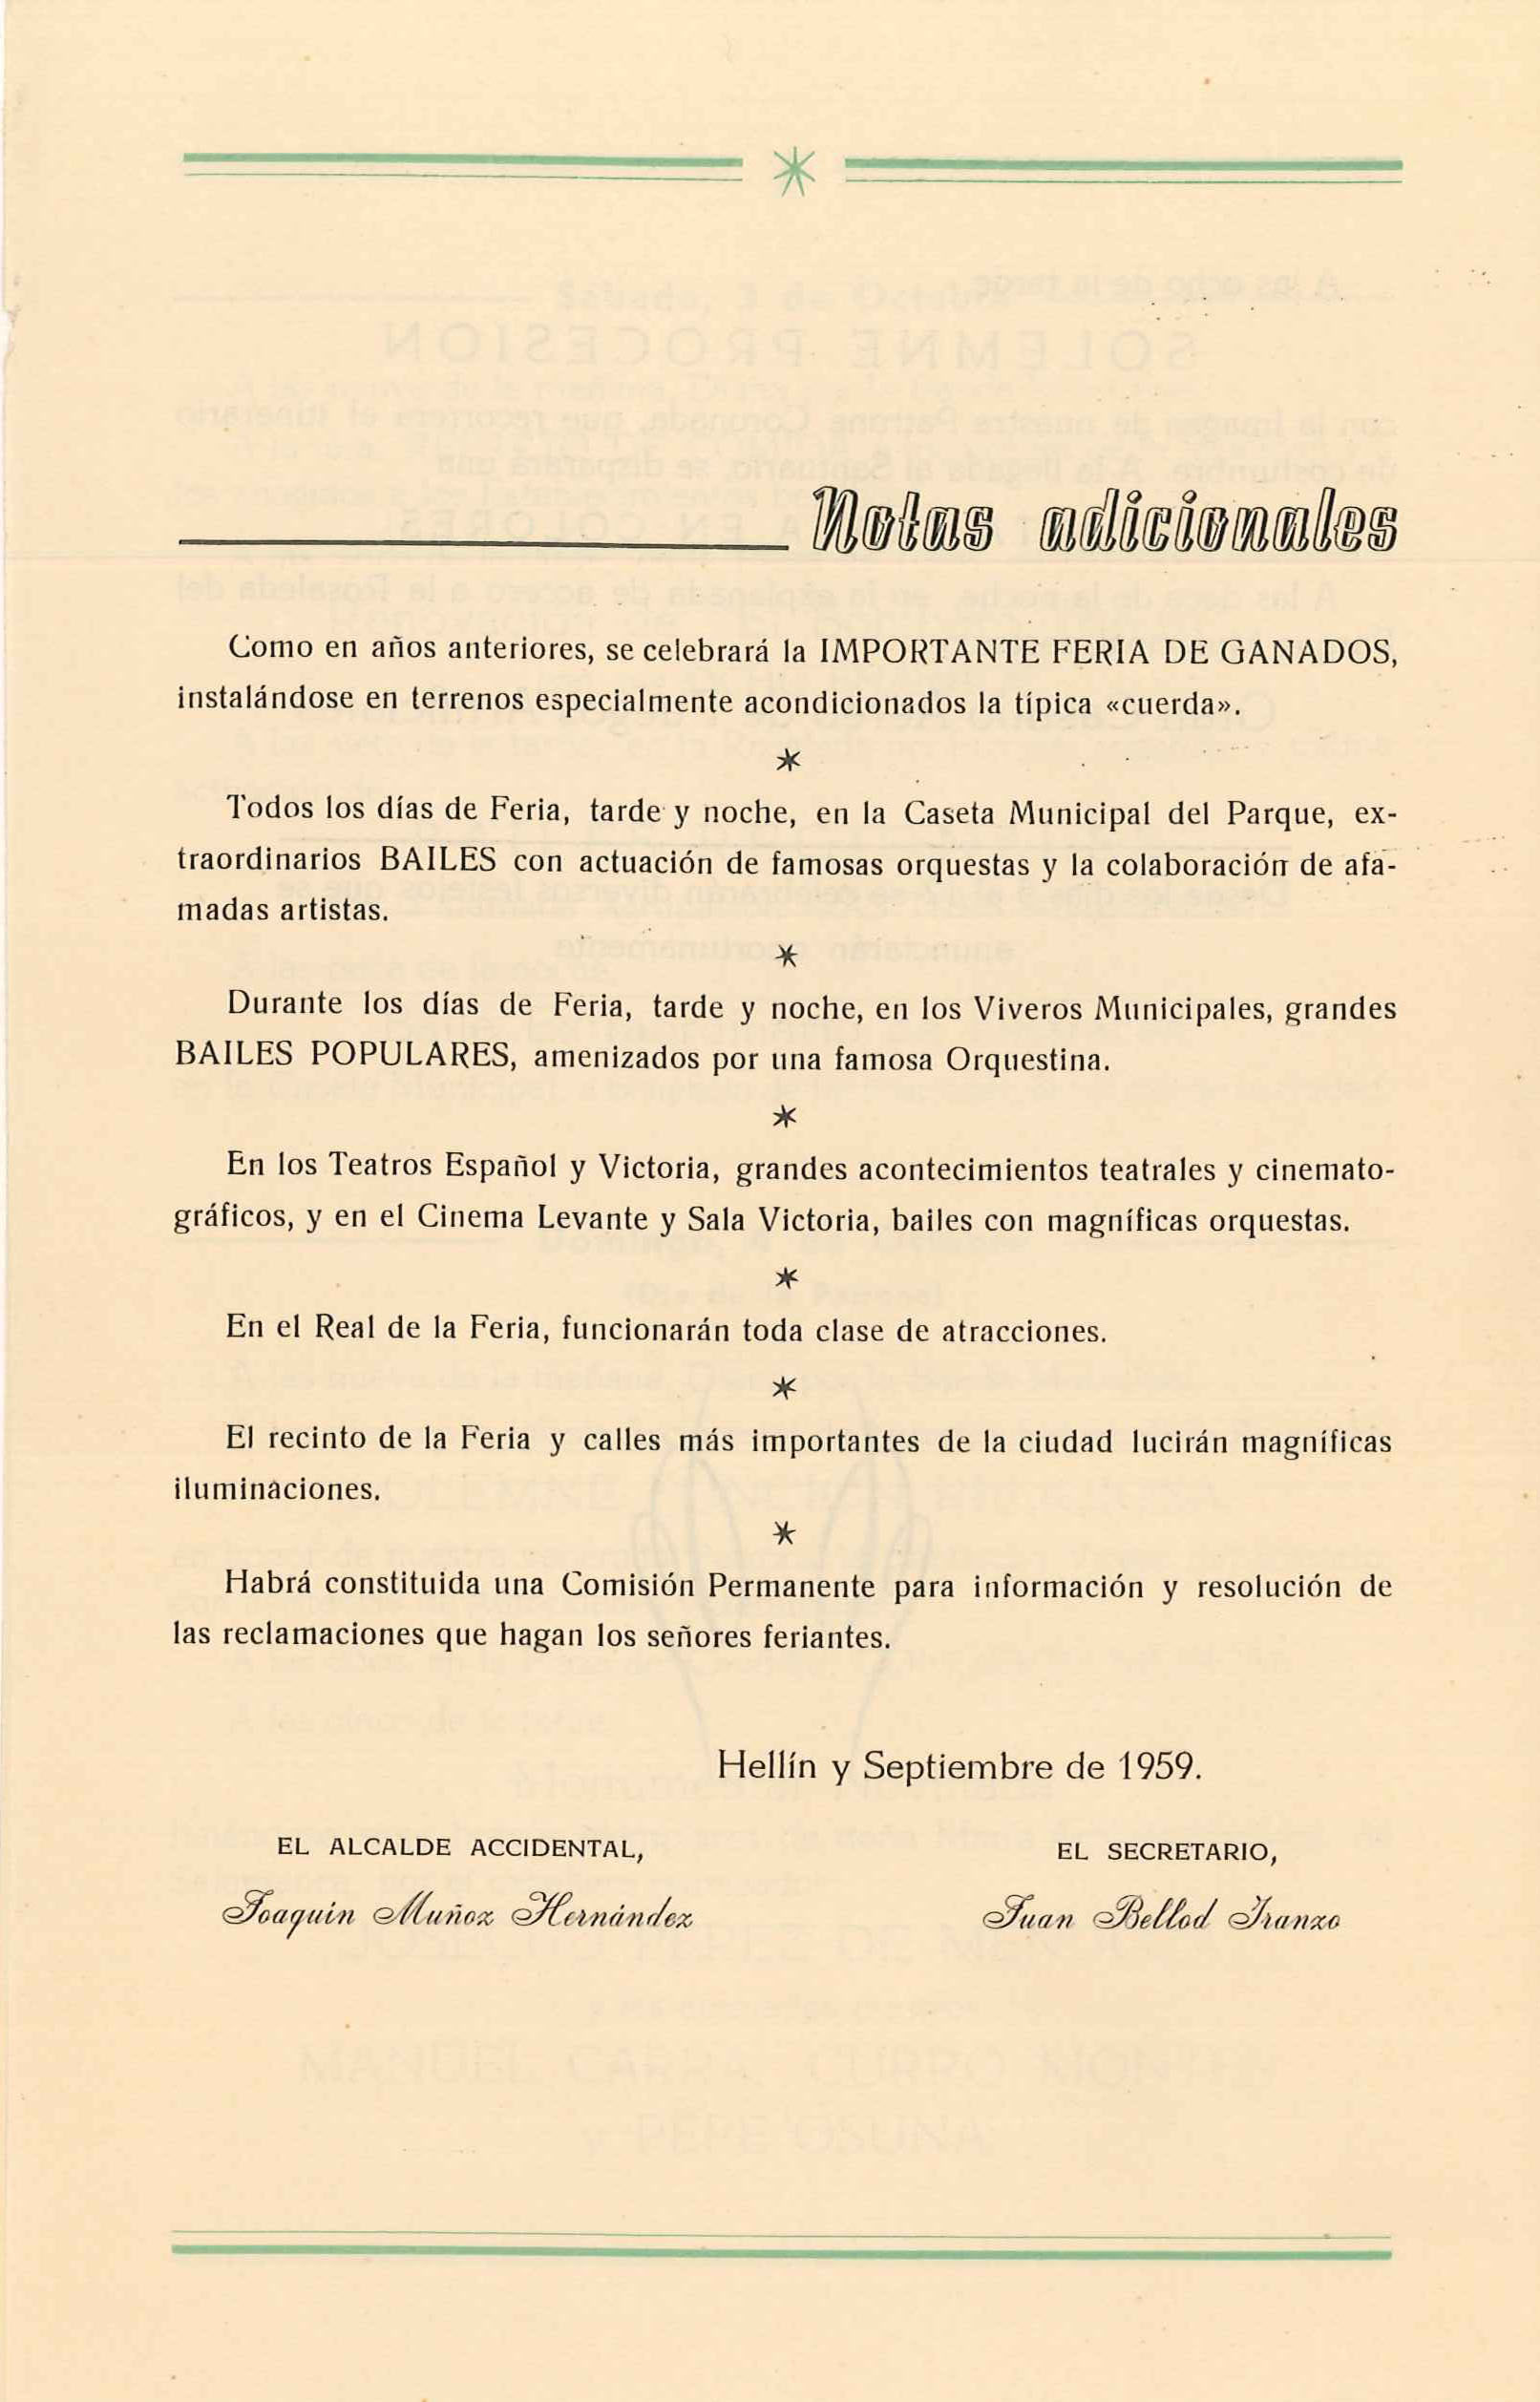 Notas adicionales
Como en años anteriores, se celebrará la IMPORTANTE FERIA DE GANADOS,
instalándose en terrenos especialmente acondicionados la típica «cuerda».
*
Todos los días de Feria, tarde y noche, en la Caseta Municipal del Parque, ex-
traordinarios BAILES con actuación de famosas orquestas y la colaboración de afa-
madas artistas.
*
Durante los días de Feria, tarde y noche, en los Viveros Municipales, grandes
BAILES POPULARES, amenizados por una famosa Orquestina.
*
En los Teatros Español y Victoria, grandes acontecimientos teatrales y cinemato-
gráficos, y en el Cinema Levante y Sala Victoria, bailes con magníficas orquestas.
*
En el Real de la Feria, funcionarán toda clase de atracciones.
*
El recinto de la Feria y calles más importantes de la ciudad lucirán magníficas
iluminaciones.
*
Habrá constituida una Comisión Permanente para información y resolución de
las reclamaciones que hagan los señores feriantes.
Hellín y Septiembre de 1959.
EL ALCALDE ACCIDENTAL,
Joaquín Muñoz Hernández
EL SECRETARIO,
Juan Bellod Iranzo